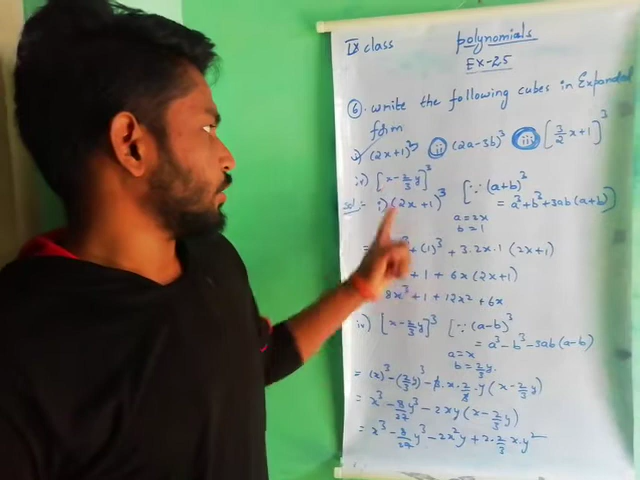 IX class polynomials
EX-2.5
⑥. write the following cubes in Expanded
form
i) (2x+1)³ ii) (2a-3b)³ iii) [3/2 x+1]³
iv) [x-2/3 y]³
Sol:- i) (2x+1)³ [∵ (a+b)³
= a³+b³+3ab(a+b)]
a=2x
b=1
= ³ + (1)³ + 3.2x.1 (2x+1)
+ 1 + 6x (2x+1)
8x³ + 1 + 12x² + 6x
iv) [x-2/3 y]³ [∵ (a-b)³
= a³-b³-3ab(a-b)
a=x
b=2/3 y.
= (x)³-(2/3 y)³-3.x.2/3.y(x-2/3 y)
= x³-8/27 y³-2xy(x-2/3 y)
= x³-8/27 y³-2x²y+2.2/3 x.y²